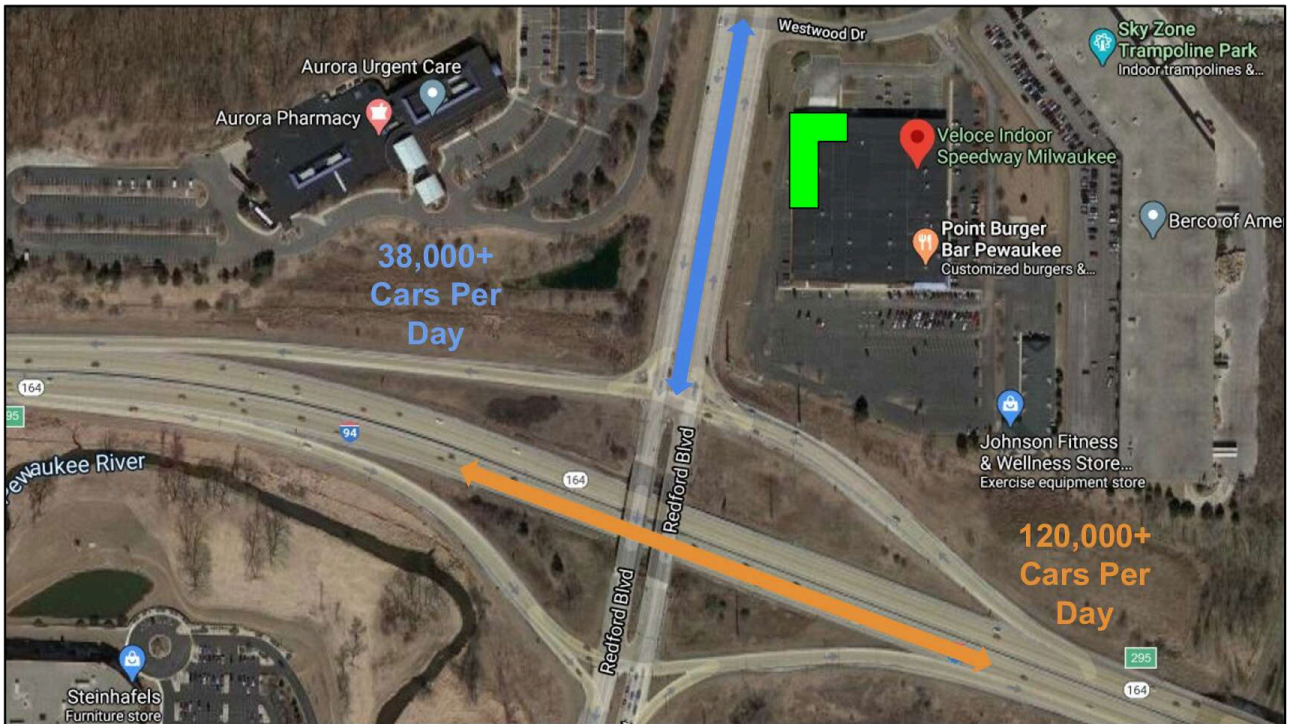 Westwood Dr
Sky Zone
Trampoline Park
Indoor trampolines &...
Aurora Urgent Care
Aurora Pharmacy
Veloce Indoor
Speedway Milwaukee
Berco of Ame
Point Burger
Bar Pewaukee
Customized burgers &...
38,000+
Cars Per
Day
164
95
94
Johnson Fitness
& Wellness Store...
Exercise equipment store
ewaukee River
164
Redford Blvd
120,000+
Cars Per
Day
Redford Blvd
295
164
Steinhafels
Furniture store